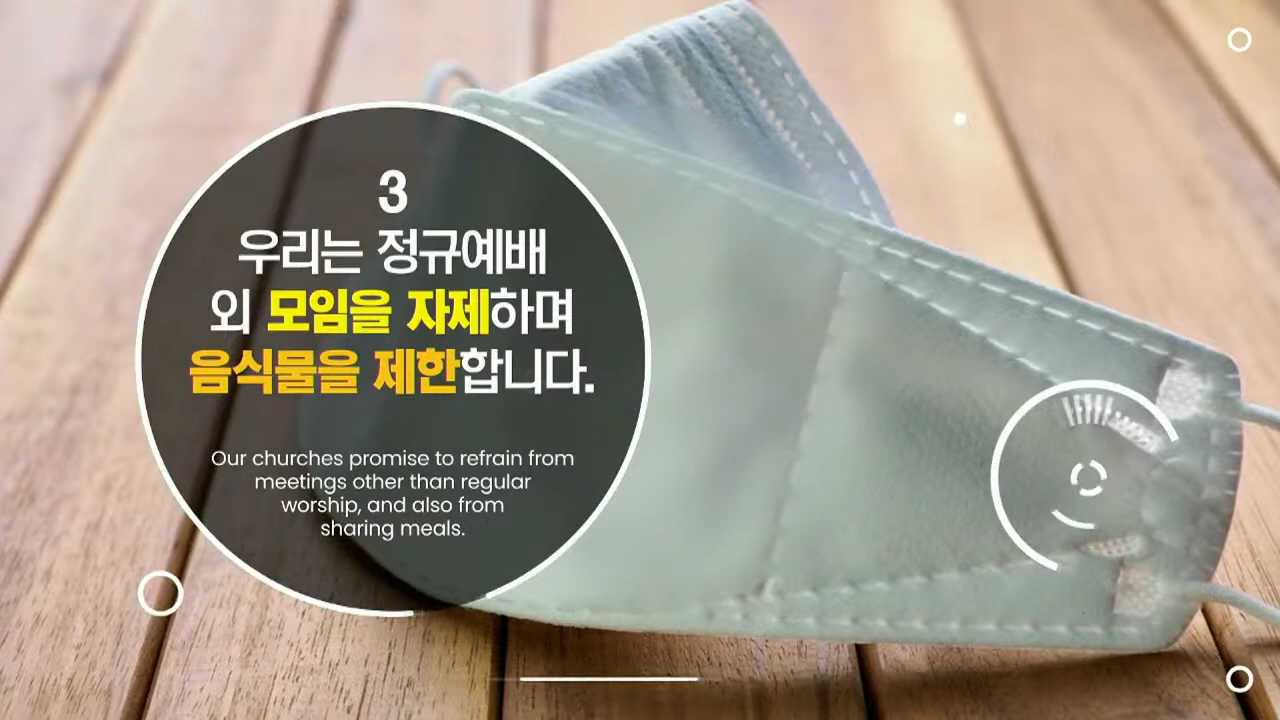 3
우리는 정규예배
외 모임을 자제하며
음식물을 제한합니다.
Our churches promise to refrain from
meetings other than regular
worship, and also from
sharing meals.